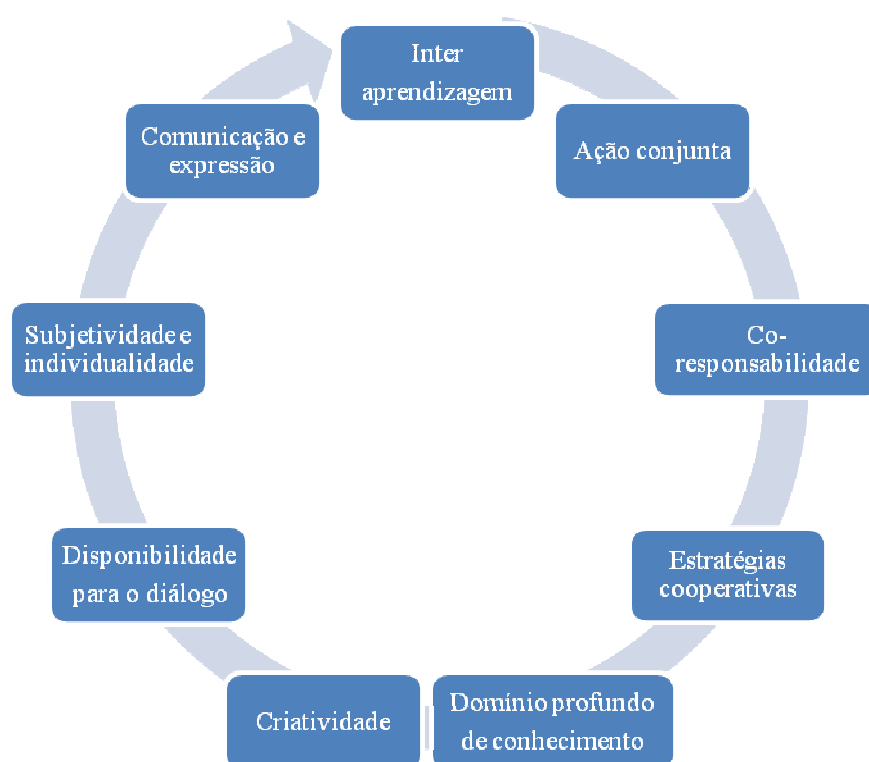 Inter
aprendizagem
Ação conjunta
Co-
responsabilidade
Estratégias
cooperativas
Domínio profundo
de conhecimento
Criatividade
Disponibilidade
para o diálogo
Subjetividade e
individualidade
Comunicação e
expressão